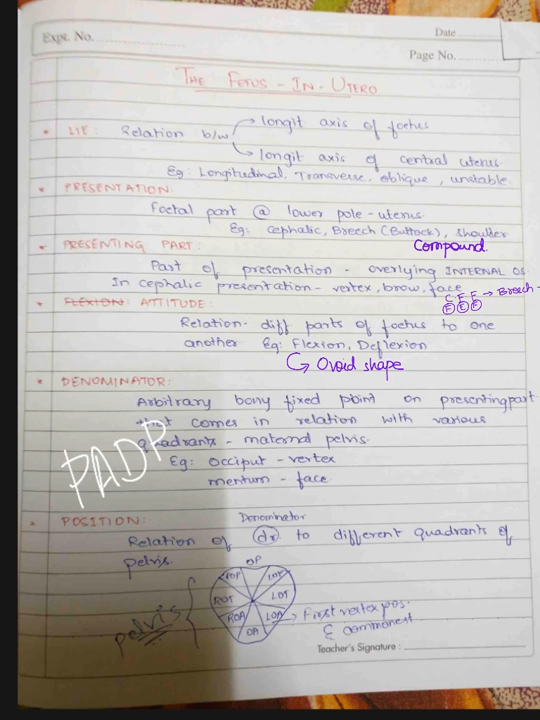 Expt. No.
Date
Page No.
THE FETUS-IN-UTERO
• LIE: Relation b/w → longit axis of foetus
→ longit axis of central uterus.
Eg: Longitudinal, Transverse, oblique, unstable.
• PRESENTATION:
Foetal part @ lower pole - uterus.
Eg: cephalic, Breech (Buttock), shoulder
Compound.
• PRESENTING PART:
Part of presentation - overlying INTERNAL OS
In cephalic presentation - vertex, brow, face
→ Breech -
• FLEXION: ATTITUDE:
Relation - diff parts of foetus to one
another Eg: Flexion, Deflexion
→ Ovoid shape
• DENOMINATOR:
Arbitrary bony fixed point on presenting part
that comes in relation with various
quadrants - maternal pelvis.
Eg: occiput - vertex
mentum - face.
PADP
• POSITION:
Denominator
Relation of dr to different quadrants of
pelvis.
OP
ROP LOP
ROT LOT
ROA LOA → First vertex pos.
OA & commonest
pelvis
Teacher's Signature :